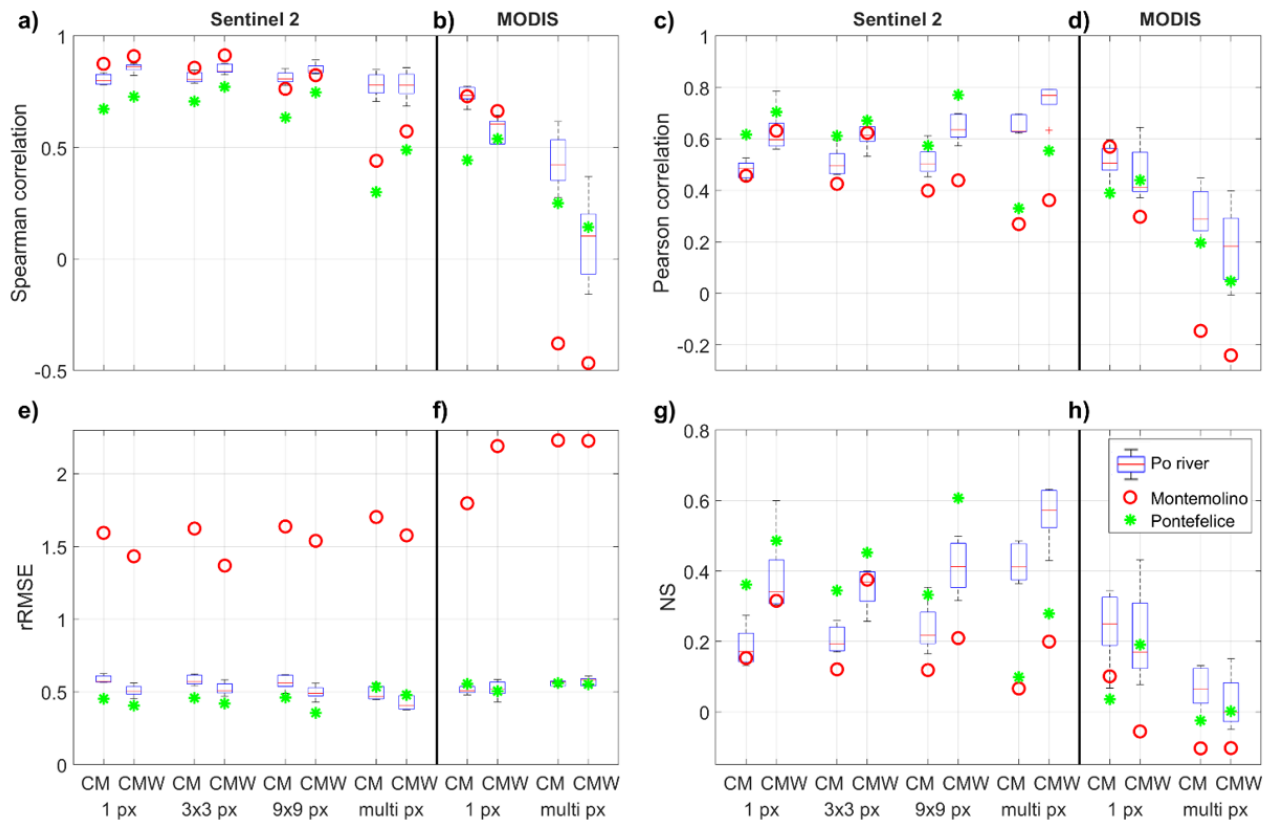 a) Sentinel 2 b) MODIS
c) Sentinel 2 d) MODIS
Spearman correlation
1
0.5
0
-0.5
Pearson correlation
0.8
0.6
0.4
0.2
0
-0.2
e) f)
g) h)
rRMSE
2
1.5
1
0.5
0
NS
0.8
0.6
0.4
0.2
0
Po river
Montemolino
Pontefelice
CM CMW CM CMW CM CMW CM CMW CM CMW CM CMW
1 px 3x3 px 9x9 px multi px 1 px multi px
CM CMW CM CMW CM CMW CM CMW CM CMW CM CMW
1 px 3x3 px 9x9 px multi px 1 px multi px